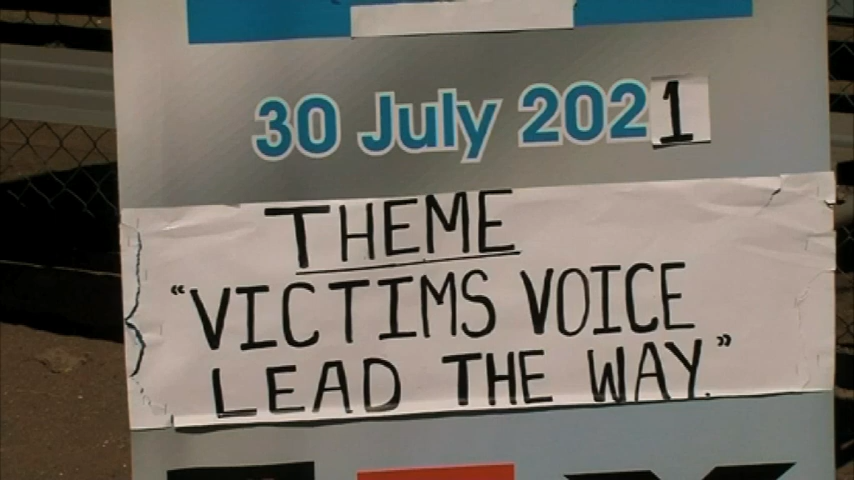 30 July 2021
THEME
“VICTIMS VOICE
LEAD THE WAY.”